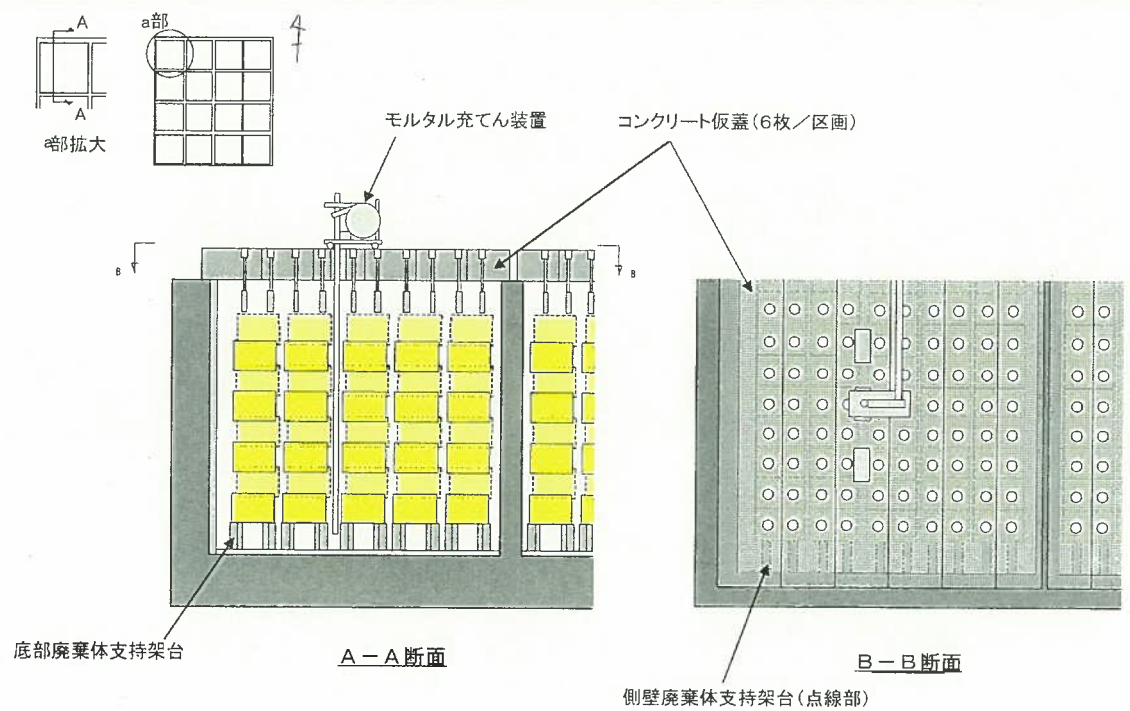 A
A
a部拡大
a部
モルタル充てん装置
コンクリート仮蓋(6枚/区画)
B
B
底部廃棄体支持架台
A-A断面
B-B断面
側壁廃棄体支持架台(点線部)